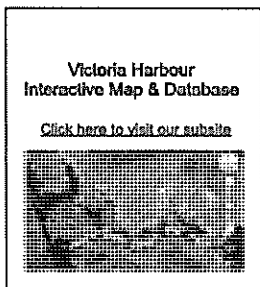 Victoria Harbour
Interactive Map & Database
Click here to visit our subsite